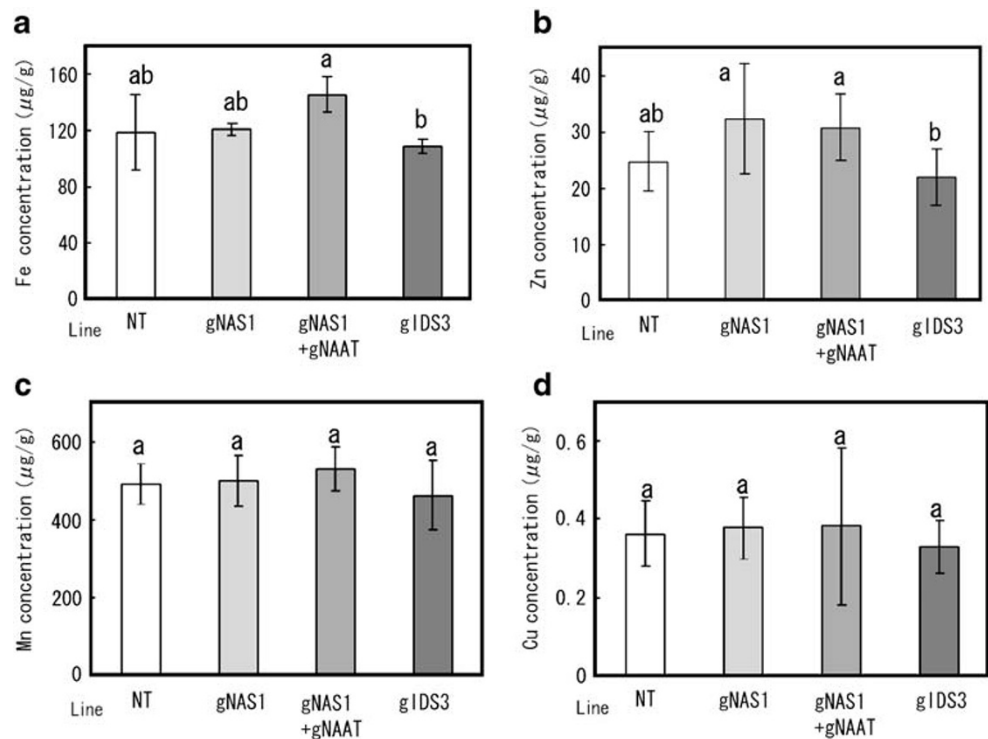 a
Fe concentration (μg/g)
160
120
80
40
0
ab
ab
a
b
Line
NT
gNAS1
gNAS1
+gNAAT
gIDS3
b
Zn concentration (μg/g)
40
30
20
10
0
ab
a
a
b
Line
NT
gNAS1
gNAS1
+gNAAT
gIDS3
c
Mn concentration (μg/g)
600
400
200
0
a
a
a
a
Line
NT
gNAS1
gNAS1
+gNAAT
gIDS3
d
Cu concentration (μg/g)
0.6
0.4
0.2
0
a
a
a
a
Line
NT
gNAS1
gNAS1
+gNAAT
gIDS3